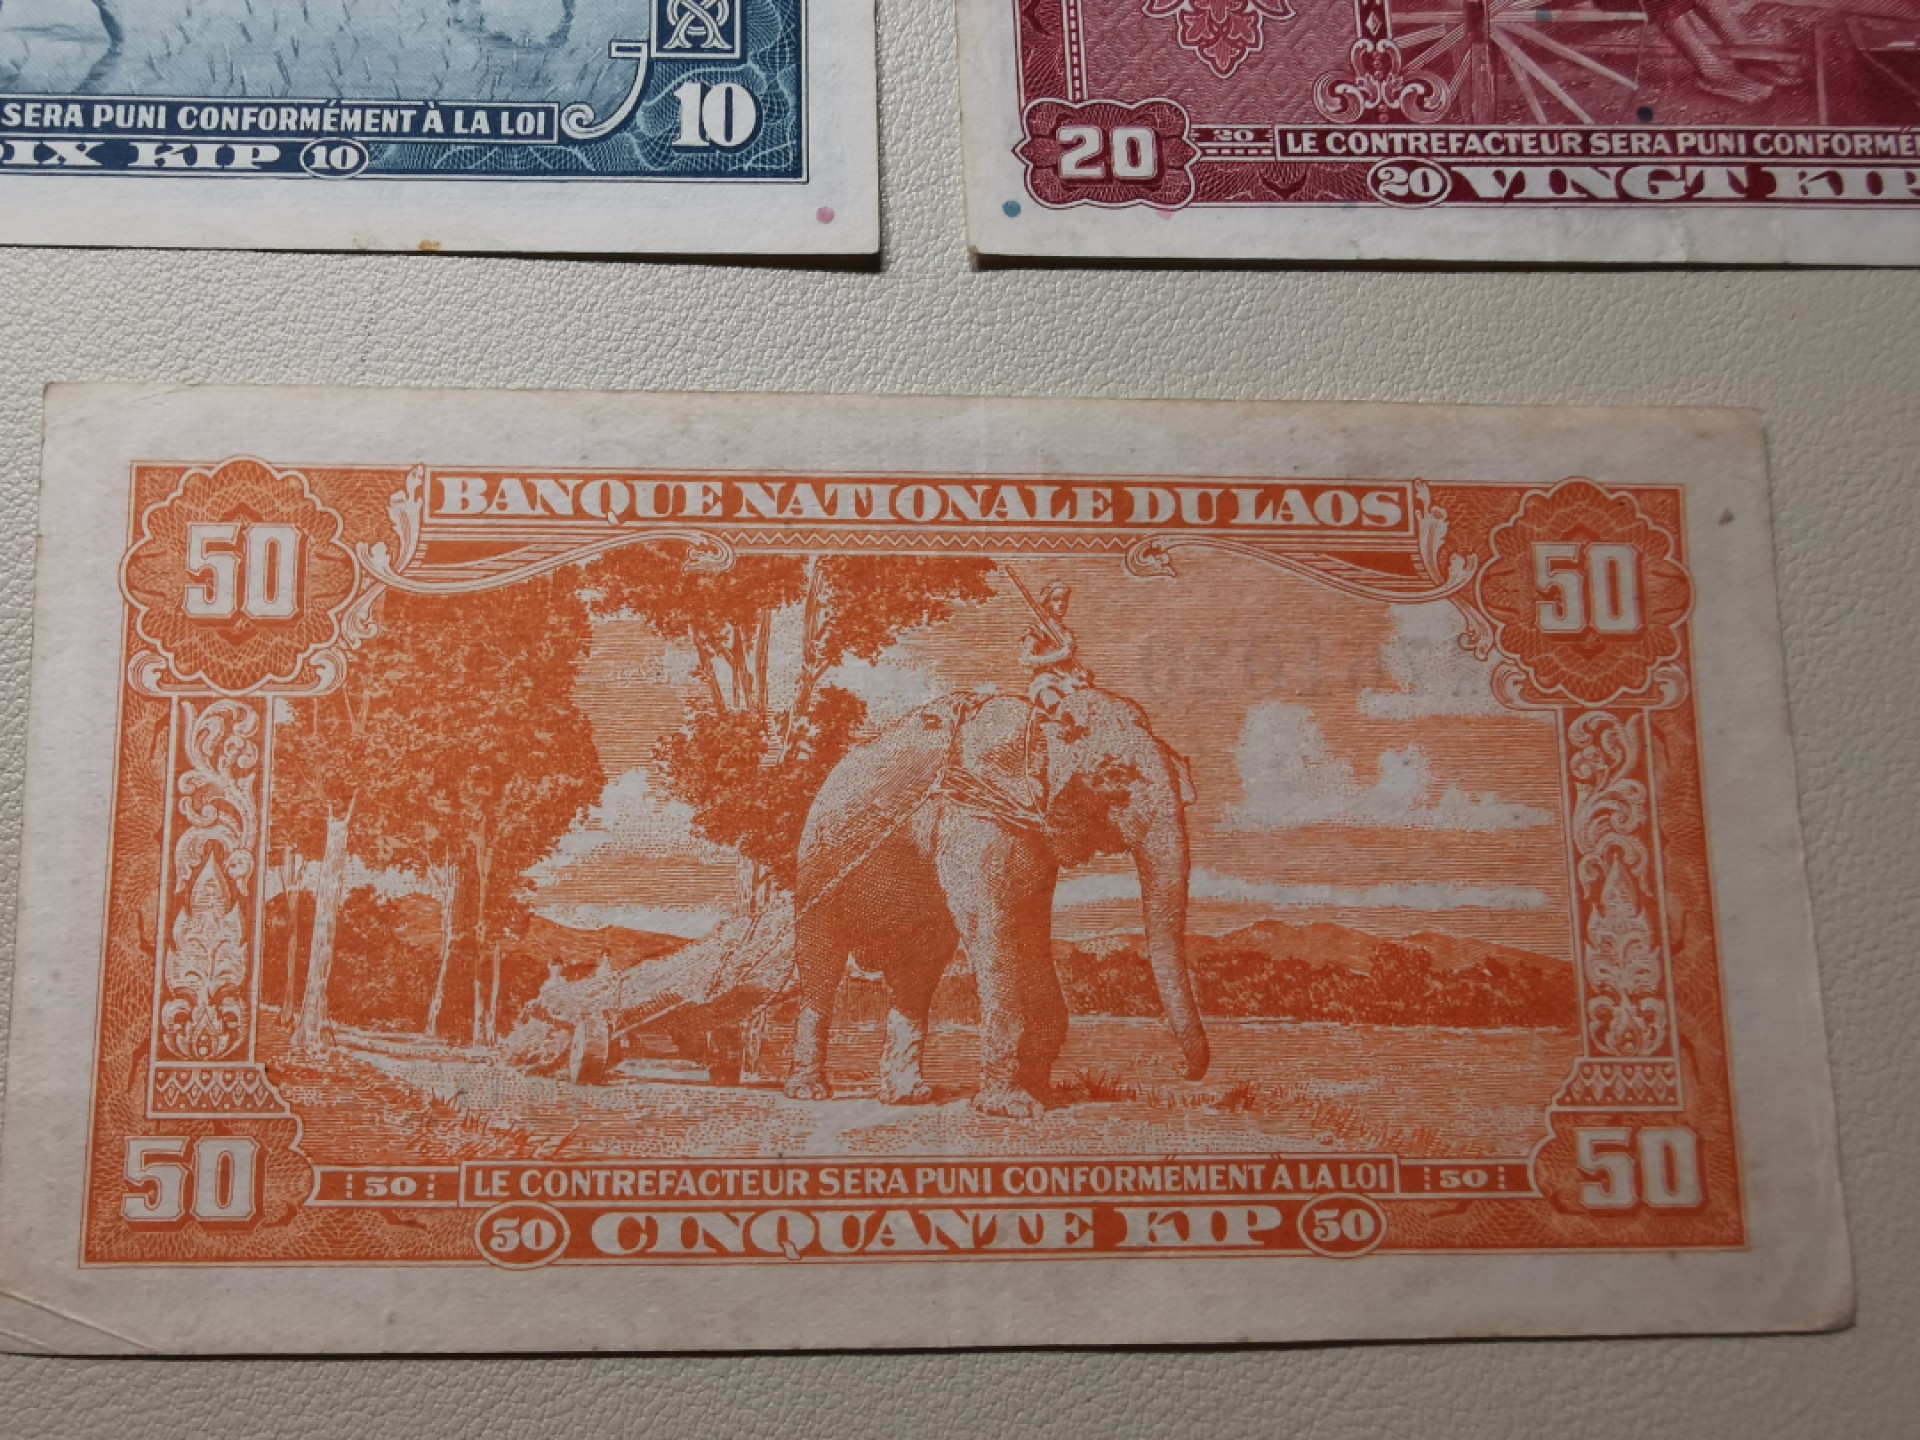 10
SERA PUNI CONFORMÉMENT À LA LOI
DIX KIP 10
20
20 LE CONTREFACTEUR SERA PUNI
20 VINGT KIP
BANQUE NATIONALE DU LAOS
50 50
50 50
50 LE CONTREFACTEUR SERA PUNI CONFORMÉMENT À LA LOI 50
50 CINQUANTE KIP 50